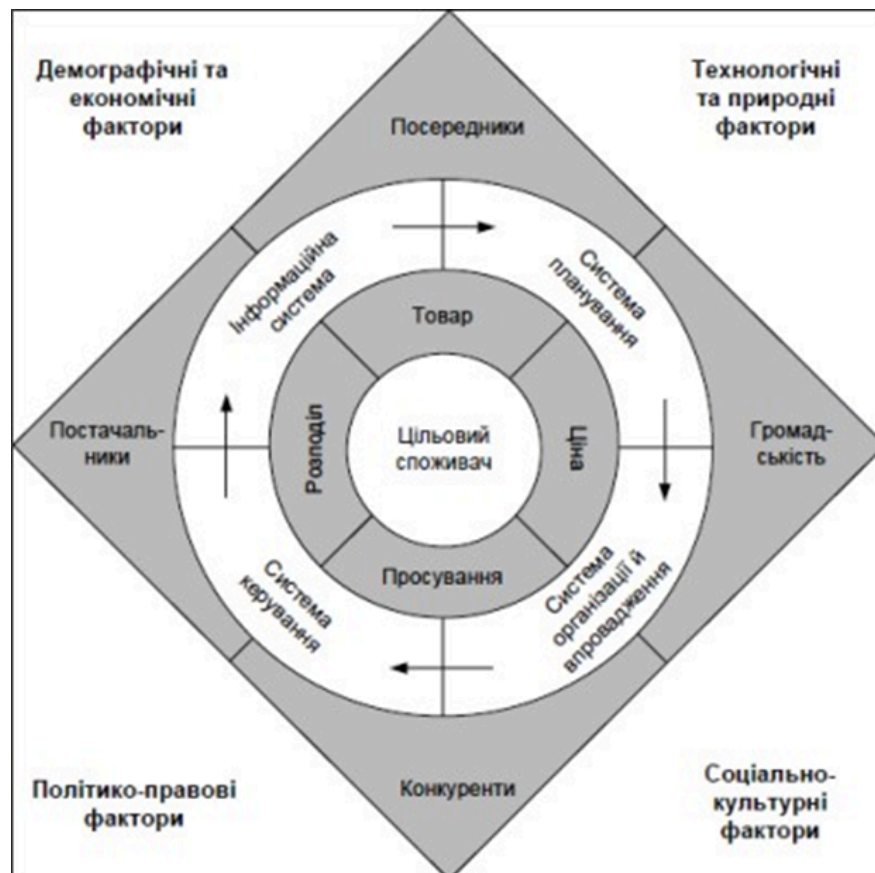 Демографічні та
економічні
фактори
Технологічні
та природні
фактори
Посередники
Інформаційна
система
Система
планування
Товар
Розподіл
Цільовий
споживач
Ціна
Постачаль-
ники
Громад-
ськість
Просування
Система
керування
Система
організації й
впровадження
Конкуренти
Політико-правові
фактори
Соціально-
культурні
фактори